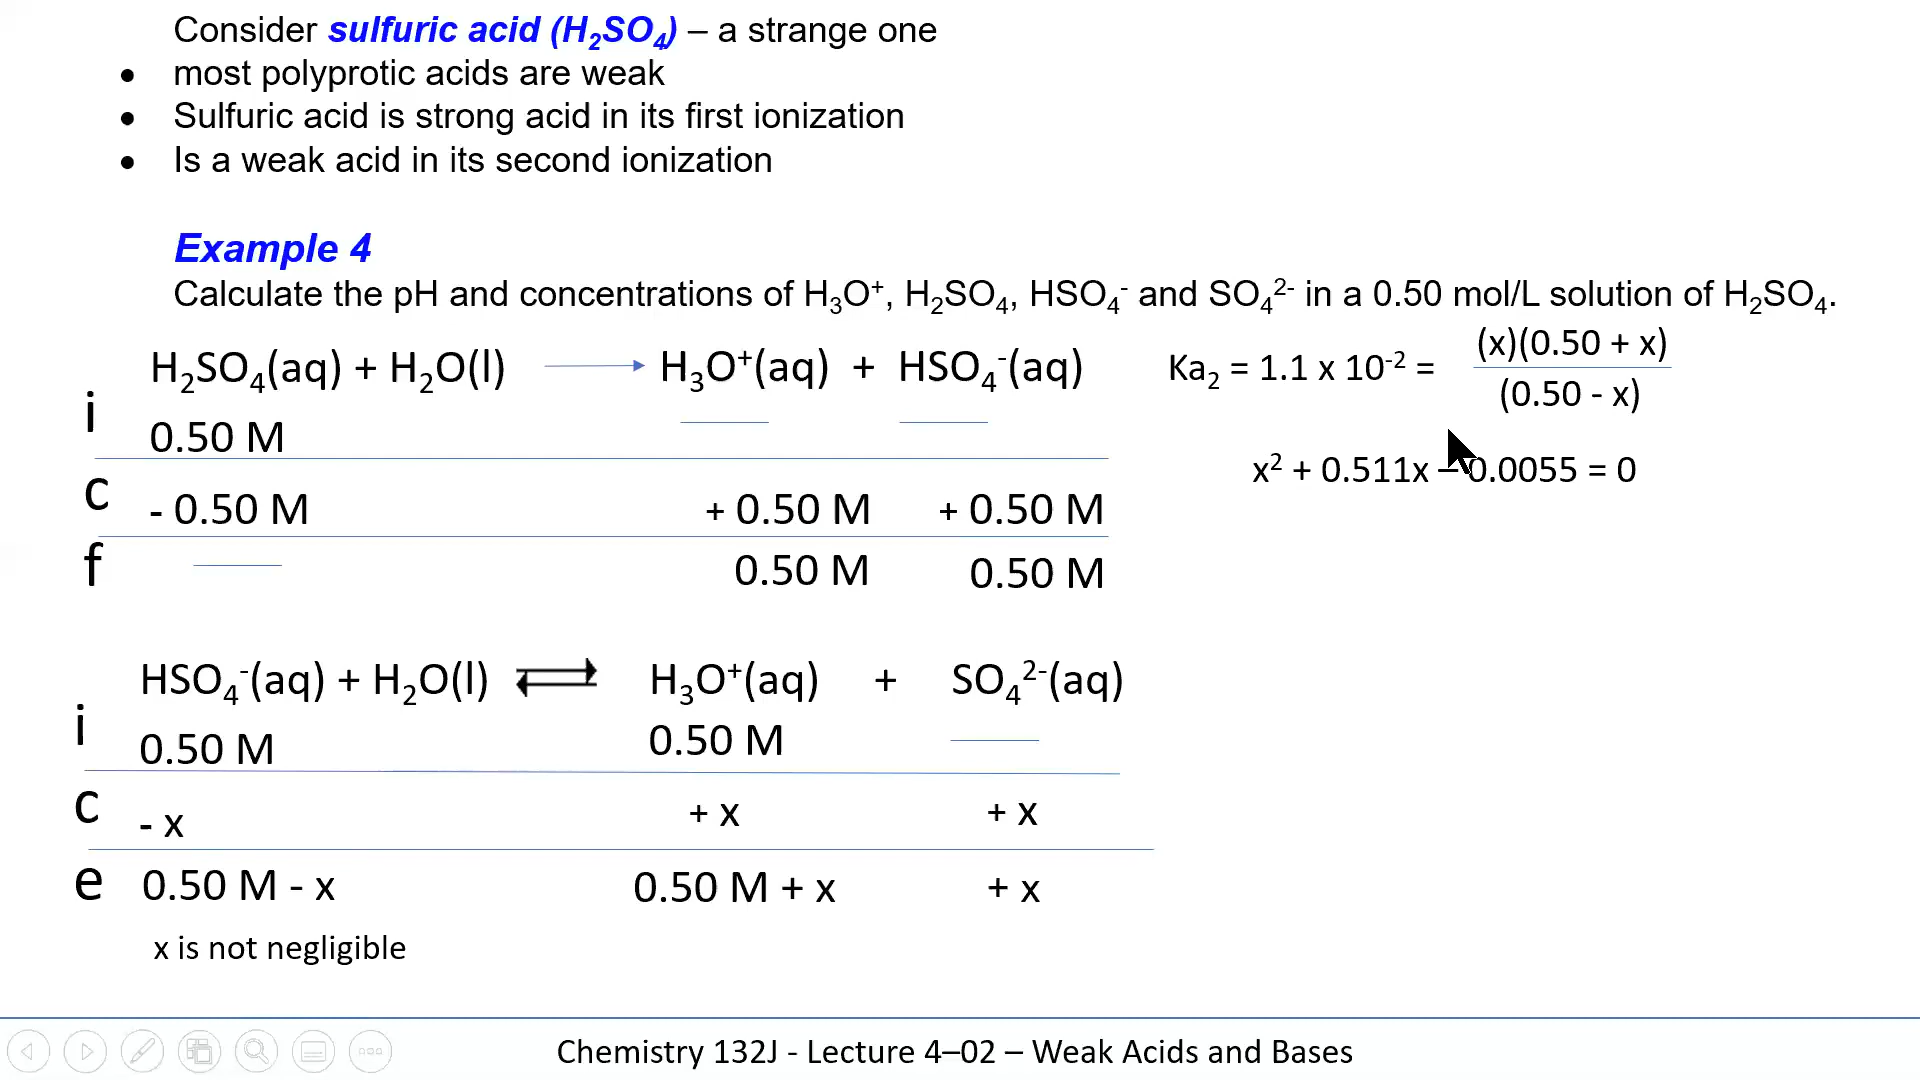 Consider sulfuric acid (H₂SO₄) – a strange one
• most polyprotic acids are weak
• Sulfuric acid is strong acid in its first ionization
• Is a weak acid in its second ionization
Example 4
Calculate the pH and concentrations of H₃O⁺, H₂SO₄, HSO₄⁻ and SO₄²⁻ in a 0.50 mol/L solution of H₂SO₄.
H₂SO₄(aq) + H₂O(l) → H₃O⁺(aq) + HSO₄⁻(aq)
i 0.50 M
c - 0.50 M + 0.50 M + 0.50 M
f 0.50 M 0.50 M
HSO₄⁻(aq) + H₂O(l) ⇌ H₃O⁺(aq) + SO₄²⁻(aq)
i 0.50 M 0.50 M
c - x + x + x
e 0.50 M - x 0.50 M + x + x
x is not negligible
Ka₂ = 1.1 x 10⁻² = (x)(0.50 + x)
(0.50 - x)
x² + 0.511x – 0.0055 = 0
Chemistry 132J - Lecture 4–02 – Weak Acids and Bases